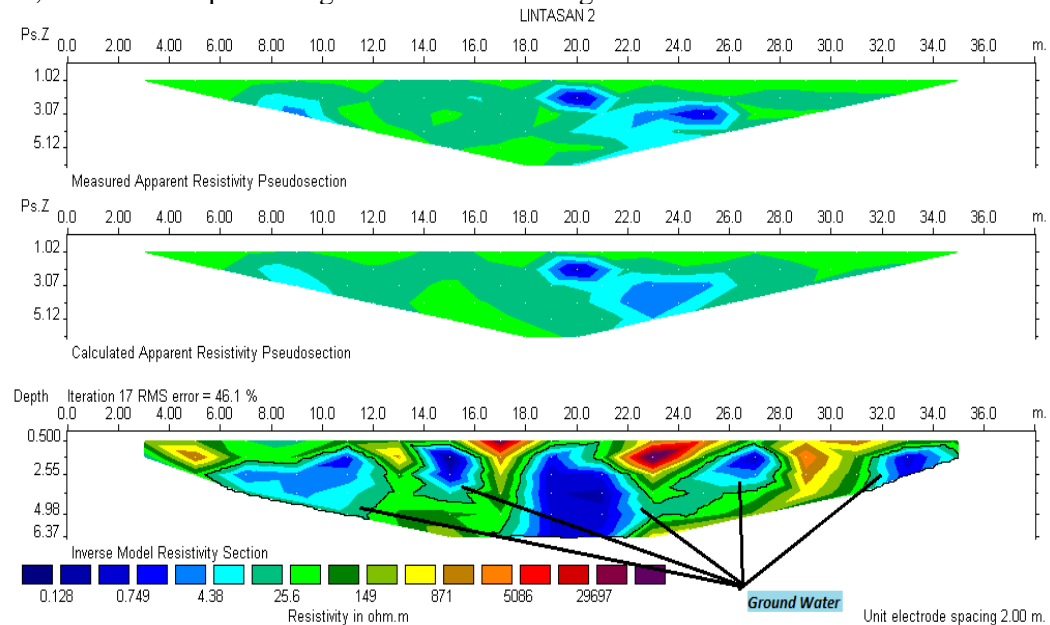 LINTASAN 2
Ps.Z 0.0 2.00 4.00 6.00 8.00 10.0 12.0 14.0 16.0 18.0 20.0 22.0 24.0 26.0 28.0 30.0 32.0 34.0 36.0 m.
1.02
3.07
5.12
Measured Apparent Resistivity Pseudosection
Ps.Z 0.0 2.00 4.00 6.00 8.00 10.0 12.0 14.0 16.0 18.0 20.0 22.0 24.0 26.0 28.0 30.0 32.0 34.0 36.0 m.
1.02
3.07
5.12
Calculated Apparent Resistivity Pseudosection
Depth Iteration 17 RMS error = 46.1 %
0.0 2.00 4.00 6.00 8.00 10.0 12.0 14.0 16.0 18.0 20.0 22.0 24.0 26.0 28.0 30.0 32.0 34.0 36.0 m.
0.500
2.55
4.98
6.37
Inverse Model Resistivity Section
0.128 0.749 4.38 25.6 149 871 5086 29697
Ground Water
Resistivity in ohm.m
Unit electrode spacing 2.00 m.